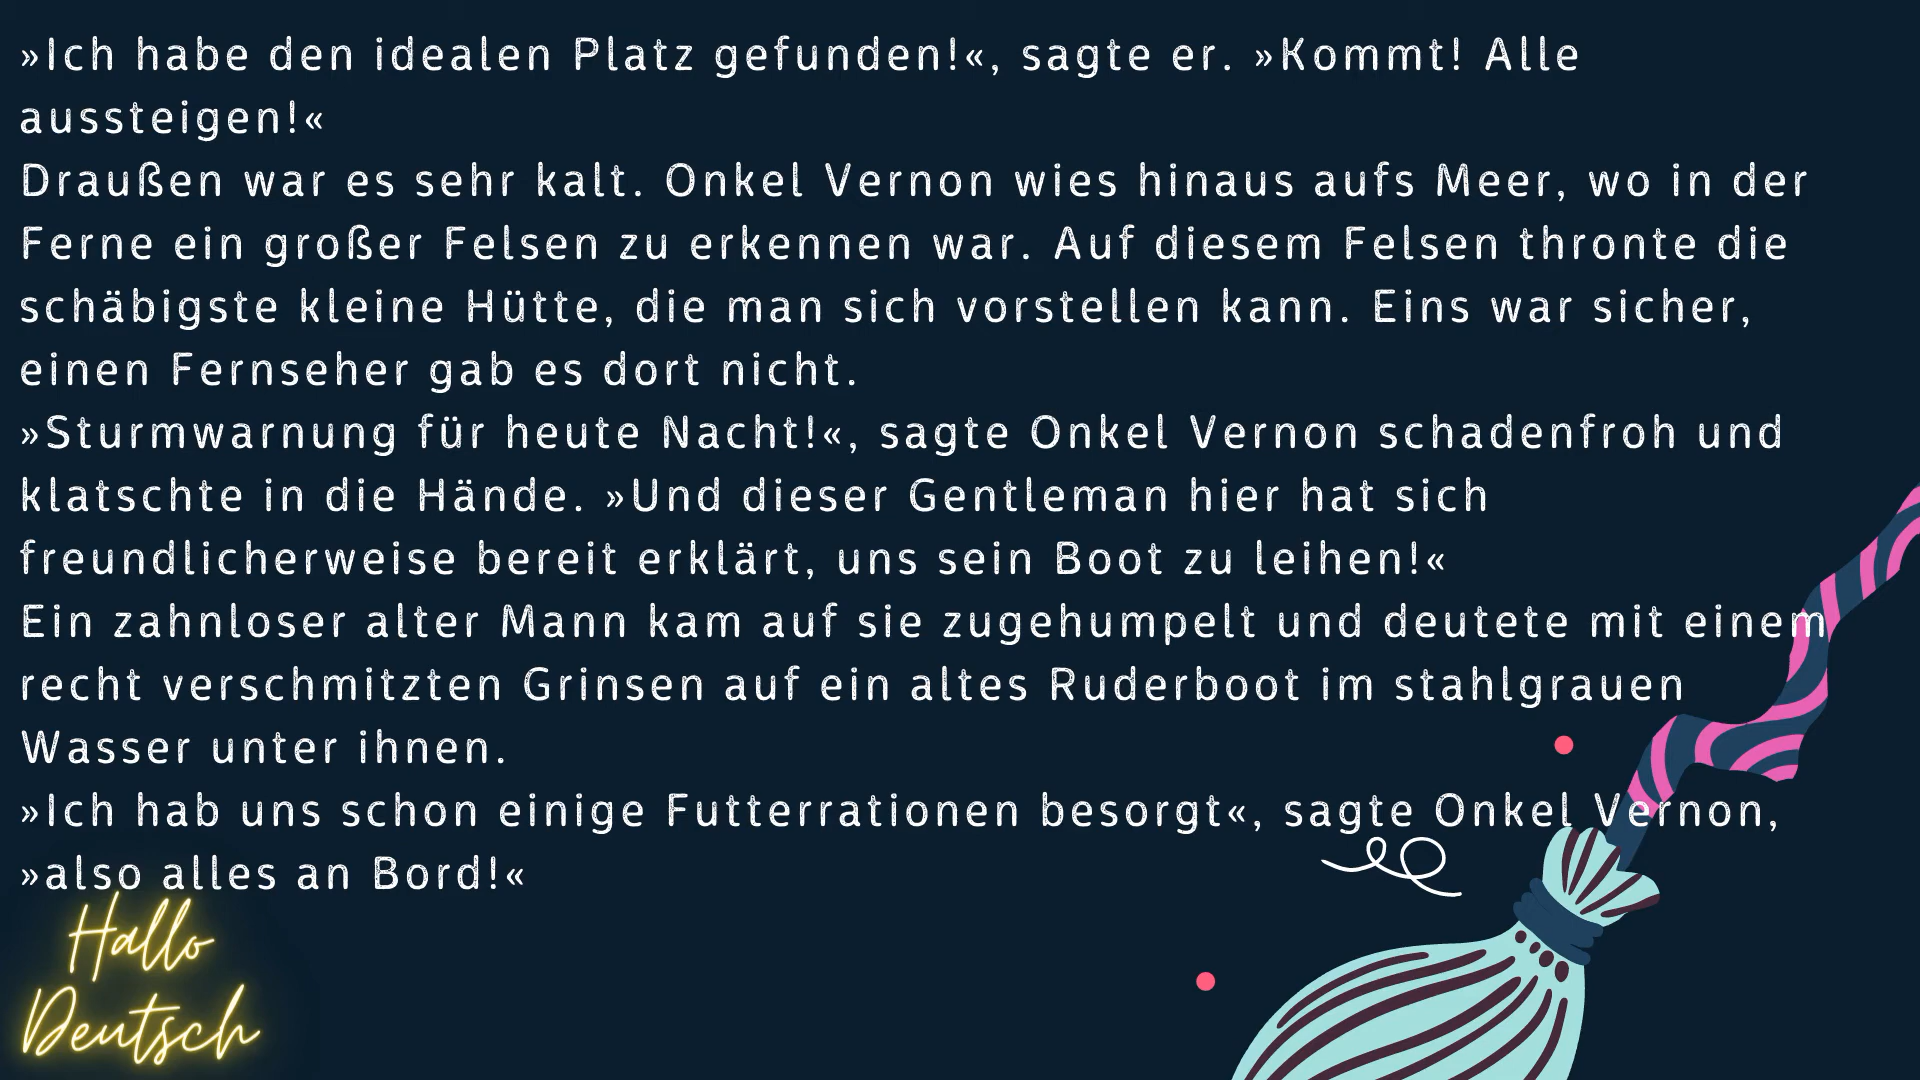 »Ich habe den idealen Platz gefunden!«, sagte er. »Kommt! Alle
aussteigen!«
Draußen war es sehr kalt. Onkel Vernon wies hinaus aufs Meer, wo in der
Ferne ein großer Felsen zu erkennen war. Auf diesem Felsen thronte die
schäbigste kleine Hütte, die man sich vorstellen kann. Eins war sicher,
einen Fernseher gab es dort nicht.
»Sturmwarnung für heute Nacht!«, sagte Onkel Vernon schadenfroh und
klatschte in die Hände. »Und dieser Gentleman hier hat sich
freundlicherweise bereit erklärt, uns sein Boot zu leihen!«
Ein zahnloser alter Mann kam auf sie zugehumpelt und deutete mit einem
recht verschmitzten Grinsen auf ein altes Ruderboot im stahlgrauen
Wasser unter ihnen.
»Ich hab uns schon einige Futterrationen besorgt«, sagte Onkel Vernon,
»also alles an Bord!«
Hallo
Deutsch